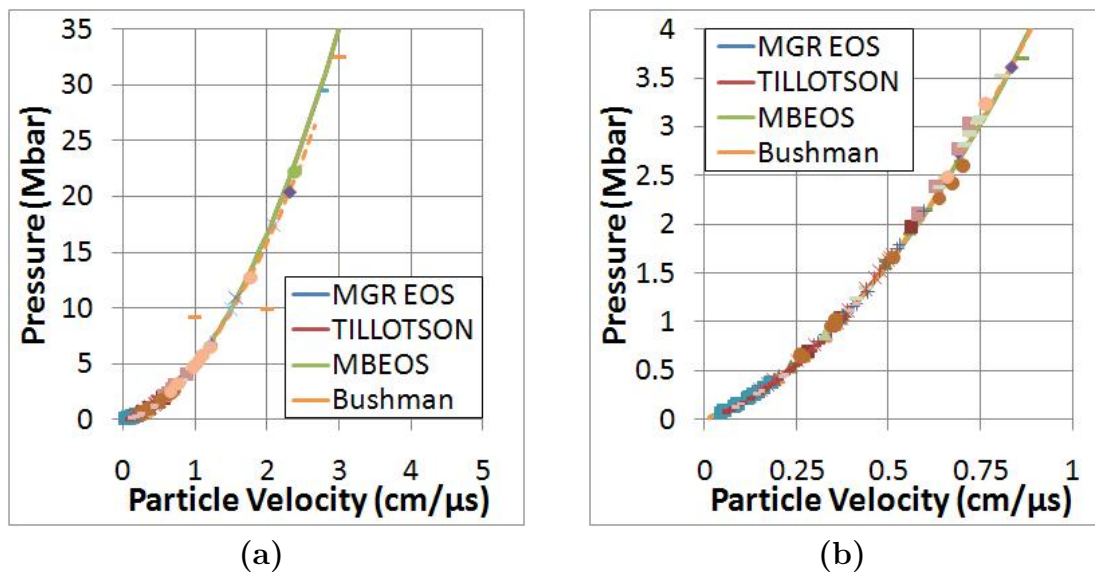 35
30
25
20
15
10
5
0
Pressure (Mbar)
MGR EOS
TILLOTSON
MBEOS
Bushman
0 1 2 3 4 5
Particle Velocity (cm/µs)
(a)
4
3.5
3
2.5
2
1.5
1
0.5
0
Pressure (Mbar)
MGR EOS
TILLOTSON
MBEOS
Bushman
0 0.25 0.5 0.75 1
Particle Velocity (cm/µs)
(b)